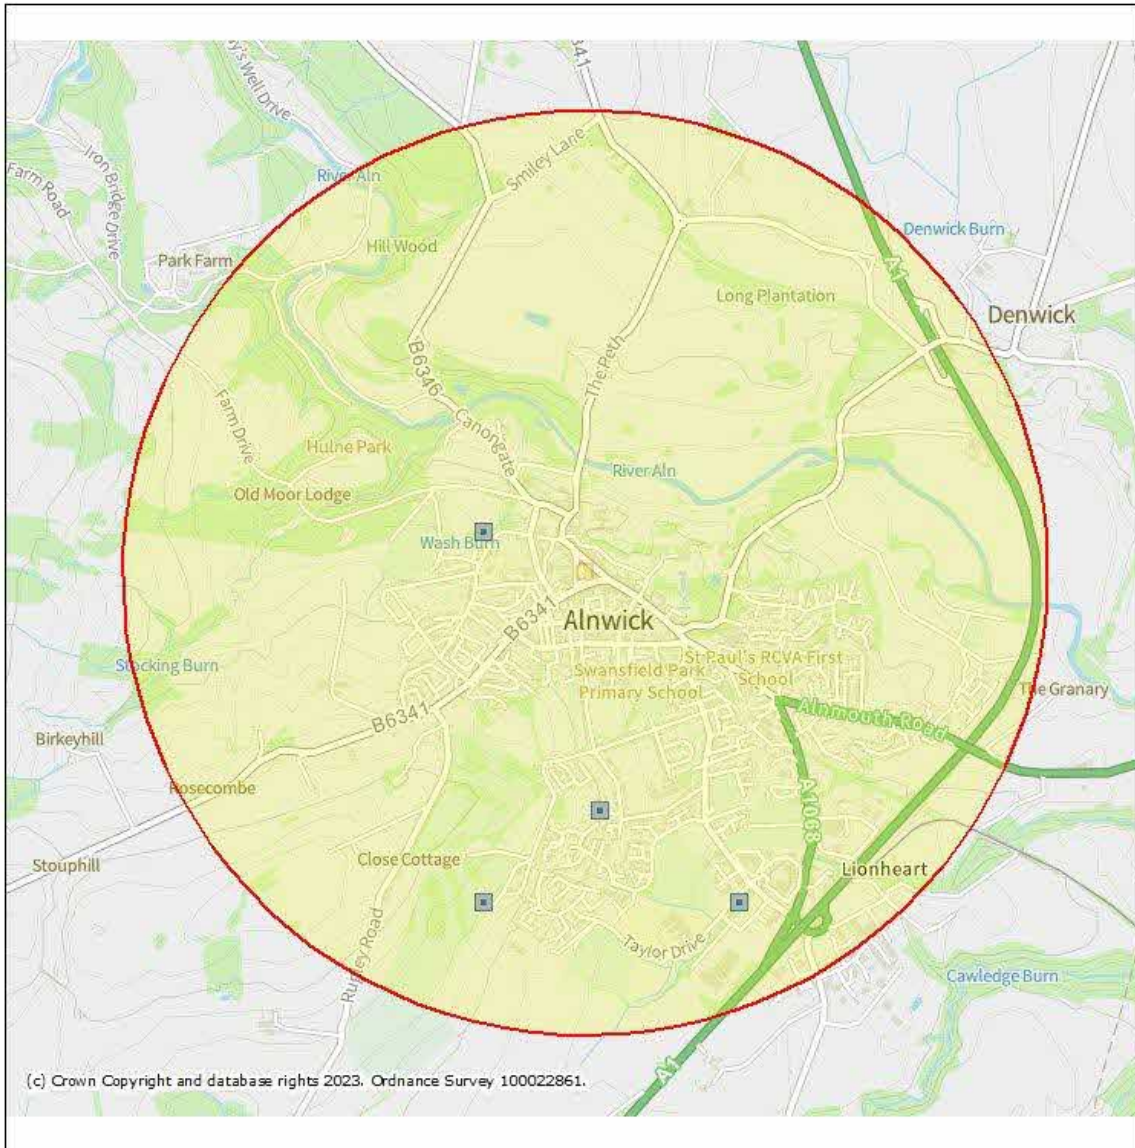 River Aln
Iron Bridge Drive
Farm Road
Smiley Lane
Hill Wood
Park Farm
Denwick Burn
A1
Long Plantation
Denwick
B6346
The Peth
Farm Drive
Canongate
Hulne Park
River Aln
Old Moor Lodge
Wash Burn
B6341
Alnwick
Stocking Burn
Swansfield Park
Primary School
St Paul's RCVA First
School
The Granary
B6341
Alnmouth Road
Birkeyhill
Rosecombe
A1068
Stouphill
Close Cottage
Lionheart
Rugley Road
Taylor Drive
Cawledge Burn
A1
(c) Crown Copyright and database rights 2023. Ordnance Survey 100022861.